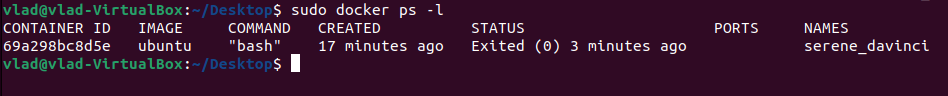 vlad@vlad-VirtualBox:~/Desktop$ sudo docker ps -l
CONTAINER ID   IMAGE     COMMAND   CREATED          STATUS                     PORTS     NAMES
69a298bc8d5e   ubuntu    "bash"    17 minutes ago   Exited (0) 3 minutes ago             serene_davinci
vlad@vlad-VirtualBox:~/Desktop$